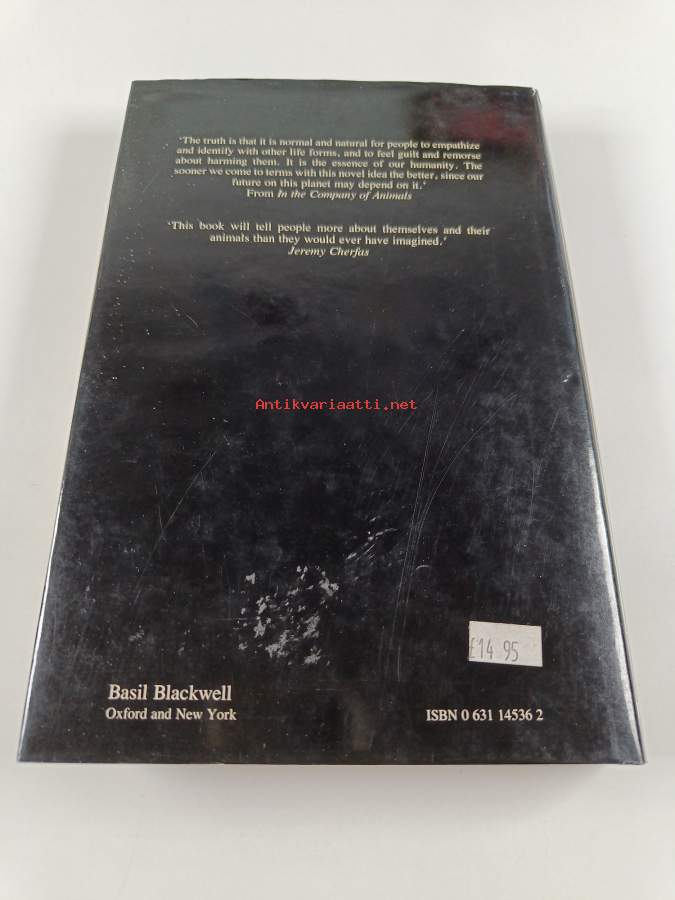 ‘The truth is that it is normal and natural for people to empathize
and identify with other life forms, and to feel guilt and remorse
about harming them. It is the essence of our humanity. The
sooner we come to terms with this novel idea the better, since our
future on this planet may depend on it.‘
From In the Company of Animals
‘This book will tell people more about themselves and their
animals than they would ever have imagined.‘
Jeremy Cherfas
Antikvariaatti.net
£14.95
Basil Blackwell
Oxford and New York
ISBN 0 631 14536 2